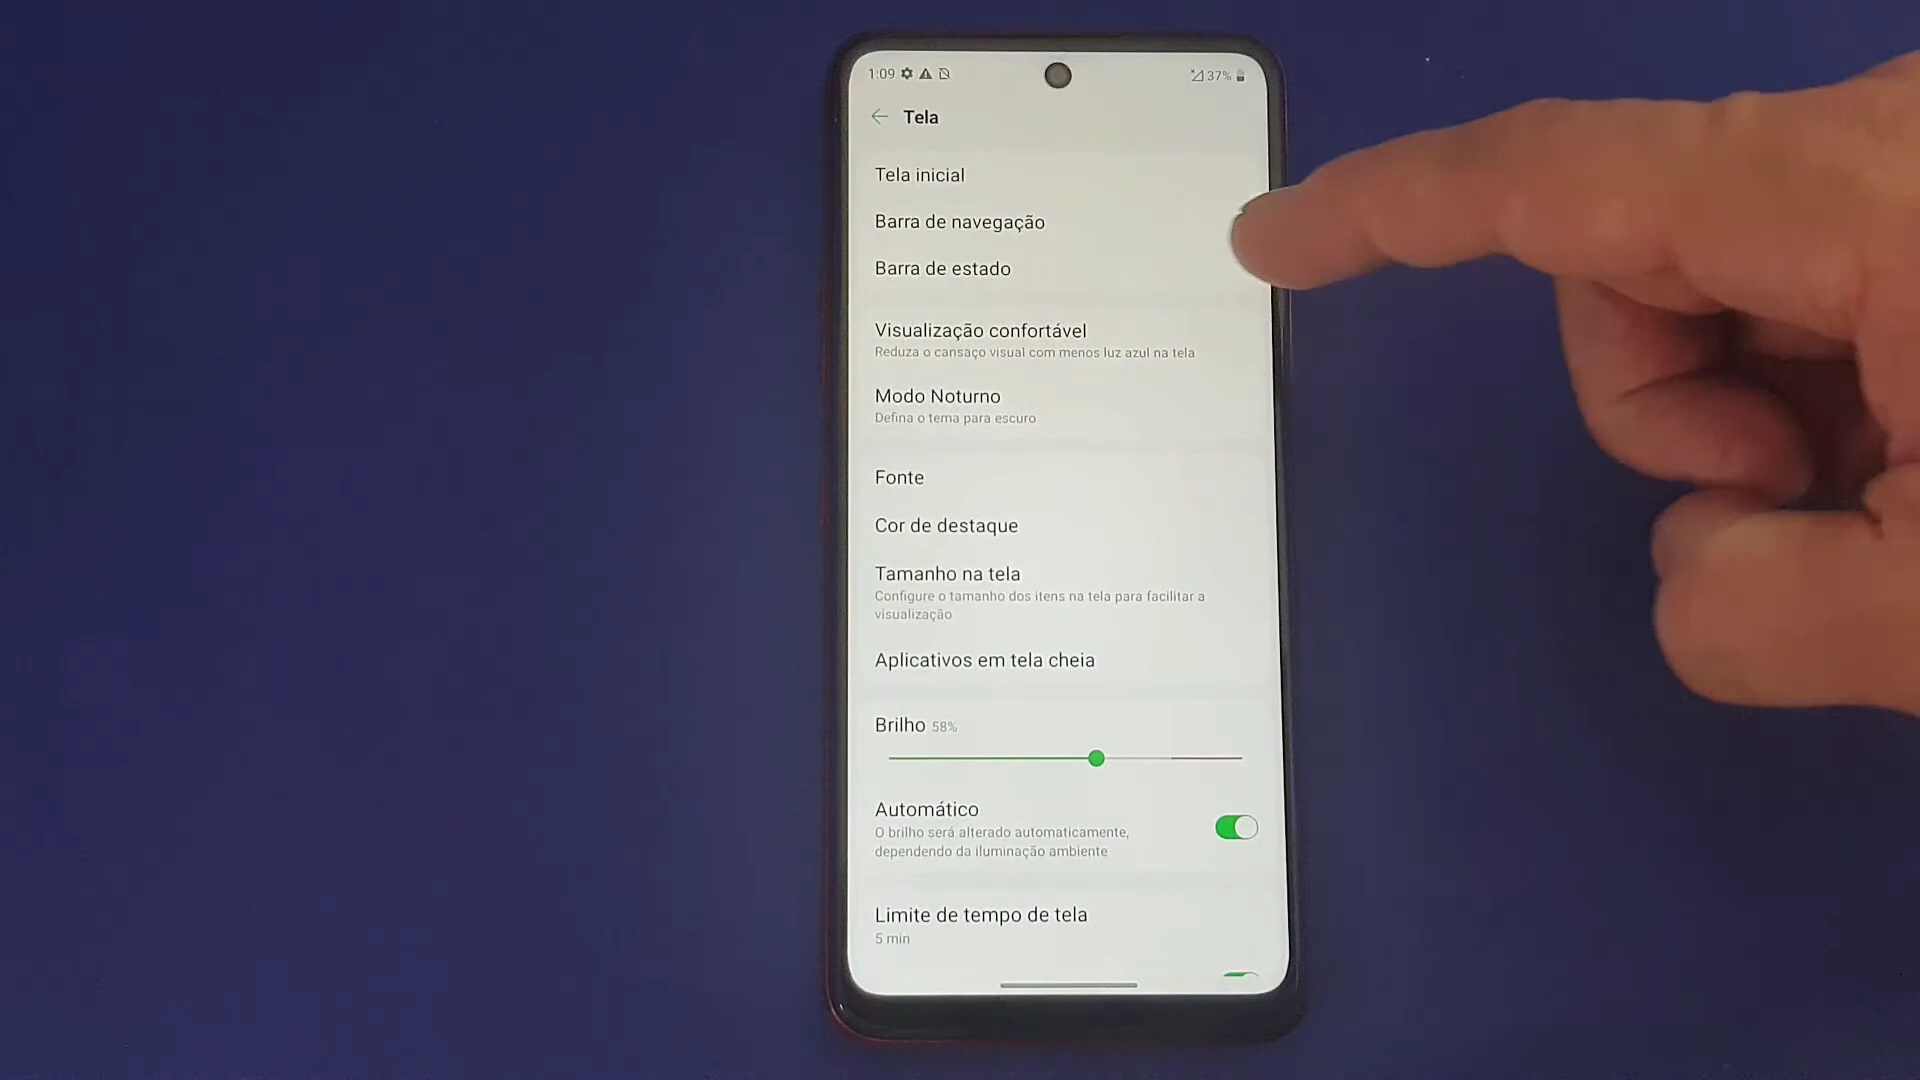 1:09 37%
Tela
Tela inicial
Barra de navegação
Barra de estado
Visualização confortável
Reduza o cansaço visual com menos luz azul na tela
Modo Noturno
Defina o tema para escuro
Fonte
Cor de destaque
Tamanho na tela
Configure o tamanho dos itens na tela para facilitar a
visualização
Aplicativos em tela cheia
Brilho 58%
Automático
O brilho será alterado automaticamente,
dependendo da iluminação ambiente
Limite de tempo de tela
5 min